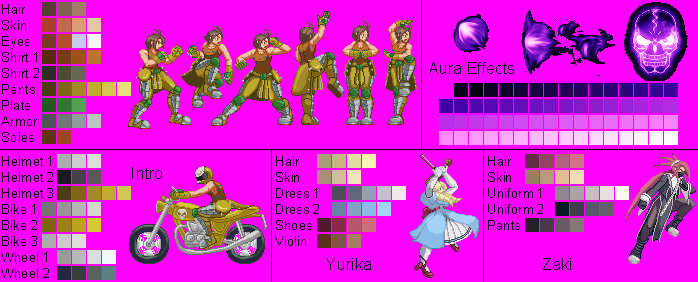 Hair
Skin
Eyes
Shirt 1
Shirt 2
Pants
Plate
Armor
Soles
Aura Effects
Helmet 1
Helmet 2
Helmet 3
Bike 1
Bike 2
Bike 3
Wheel 1
Wheel 2
Intro
Hair
Skin
Dress 1
Dress 2
Shoes
Violin
Yurika
Hair
Skin
Uniform 1
Uniform 2
Pants
Zaki